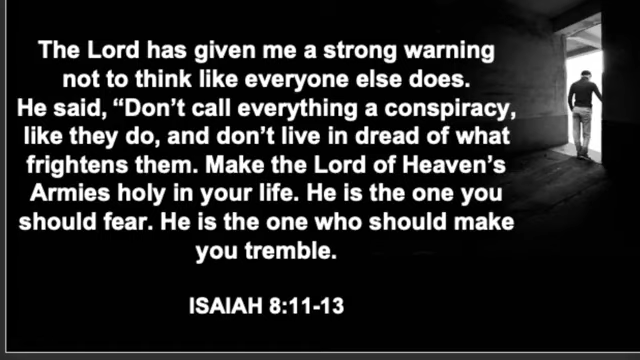 The Lord has given me a strong warning
not to think like everyone else does.
He said, “Don’t call everything a conspiracy,
like they do, and don’t live in dread of what
frightens them. Make the Lord of Heaven’s
Armies holy in your life. He is the one you
should fear. He is the one who should make
you tremble.
ISAIAH 8:11-13